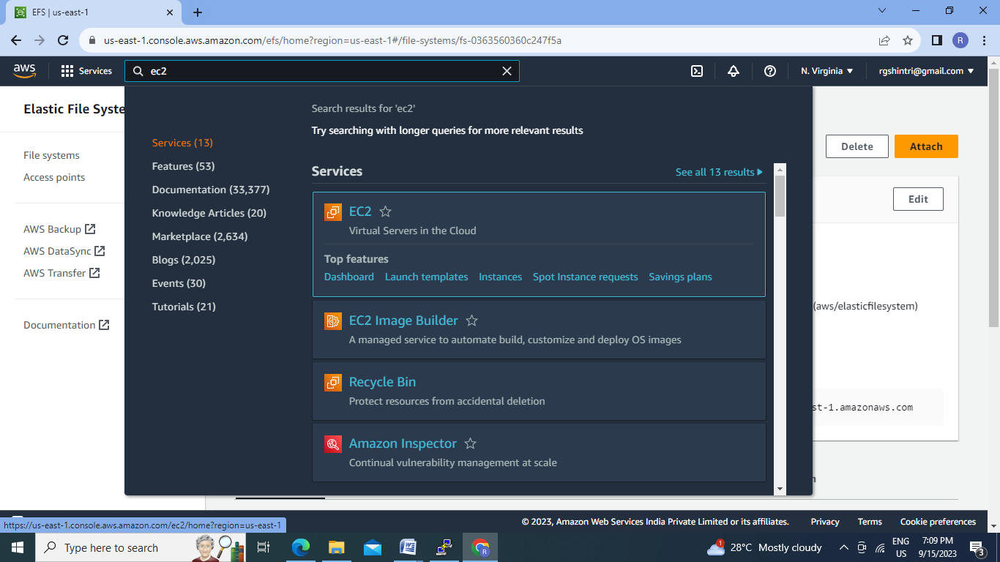 EFS | us-east-1
us-east-1.console.aws.amazon.com/efs/home?region=us-east-1#/file-systems/fs-0363560360c247f5a
R
aws
Services
ec2
N. Virginia
rgshintri@gmail.com
Elastic File Syste
File systems
Access points
AWS Backup
AWS DataSync
AWS Transfer
Documentation
Services (13)
Features (53)
Documentation (33,377)
Knowledge Articles (20)
Marketplace (2,634)
Blogs (2,025)
Events (30)
Tutorials (21)
Search results for 'ec2'
Try searching with longer queries for more relevant results
Services
See all 13 results
EC2
Virtual Servers in the Cloud
Top features
Dashboard Launch templates Instances Spot Instance requests Savings plans
EC2 Image Builder
A managed service to automate build, customize and deploy OS images
Recycle Bin
Protect resources from accidental deletion
Amazon Inspector
Continual vulnerability management at scale
Delete
Attach
Edit
(aws/elasticfilesystem)
st-1.amazonaws.com
https://us-east-1.console.aws.amazon.com/ec2/home?region=us-east-1
© 2023, Amazon Web Services India Private Limited or its affiliates.
Privacy
Terms
Cookie preferences
Type here to search
W
R
1
28°C Mostly cloudy
ENG
US
7:09 PM
9/15/2023
3